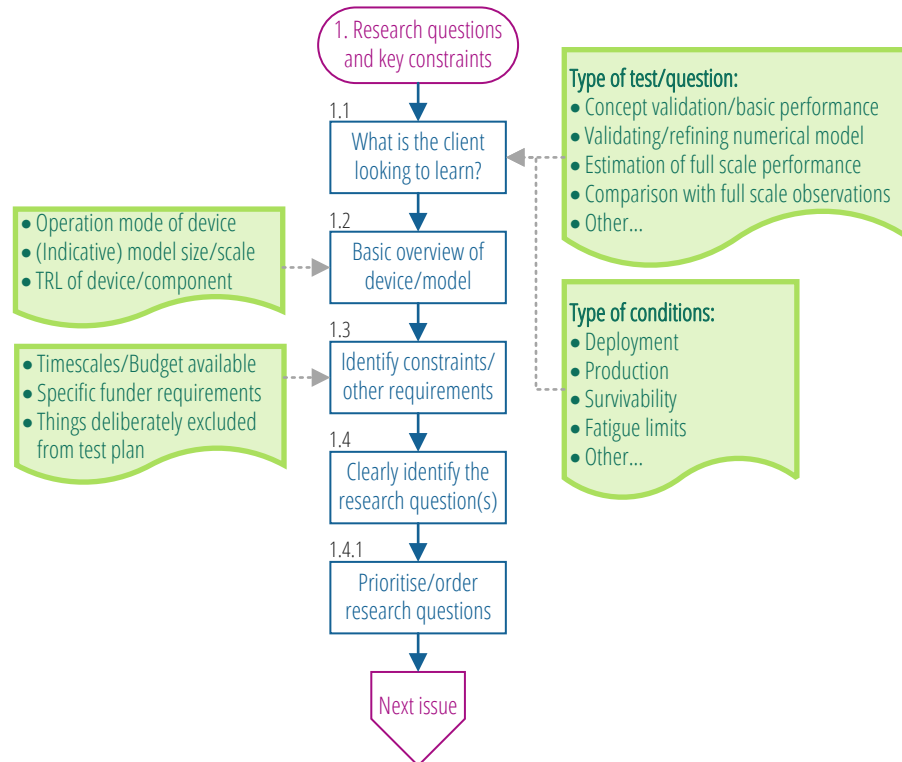 1. Research questions
and key constraints
1.1
What is the client
looking to learn?
Type of test/question:
● Concept validation/basic performance
● Validating/refining numerical model
● Estimation of full scale performance
● Comparison with full scale observations
● Other...
1.2
Basic overview of
device/model
● Operation mode of device
● (Indicative) model size/scale
● TRL of device/component
Type of conditions:
● Deployment
● Production
● Survivability
● Fatigue limits
● Other...
1.3
Identify constraints/
other requirements
● Timescales/Budget available
● Specific funder requirements
● Things deliberately excluded
from test plan
1.4
Clearly identify the
research question(s)
1.4.1
Prioritise/order
research questions
Next issue